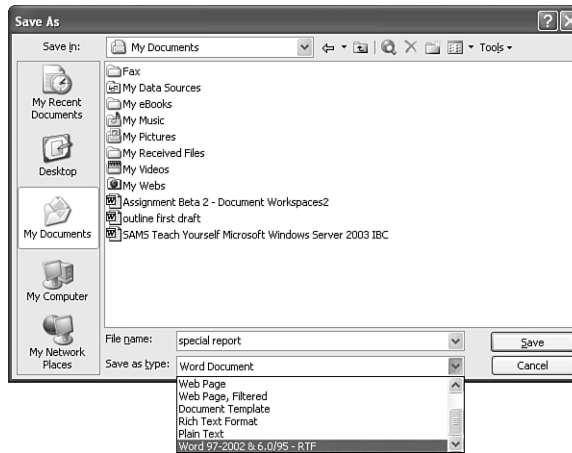 Save As
Save in:
My Documents
Tools
My Recent
Documents
Desktop
My Documents
My Computer
My Network
Places
Fax
My Data Sources
My eBooks
My Music
My Pictures
My Received Files
My Videos
My Webs
Assignment Beta 2 - Document Workspaces2
outline first draft
SAMS Teach Yourself Microsoft Windows Server 2003 IBC
File name:
special report
Save
Save as type:
Word Document
Cancel
Web Page
Web Page, Filtered
Document Template
Rich Text Format
Plain Text
Word 97-2002 & 6.0/95 - RTF